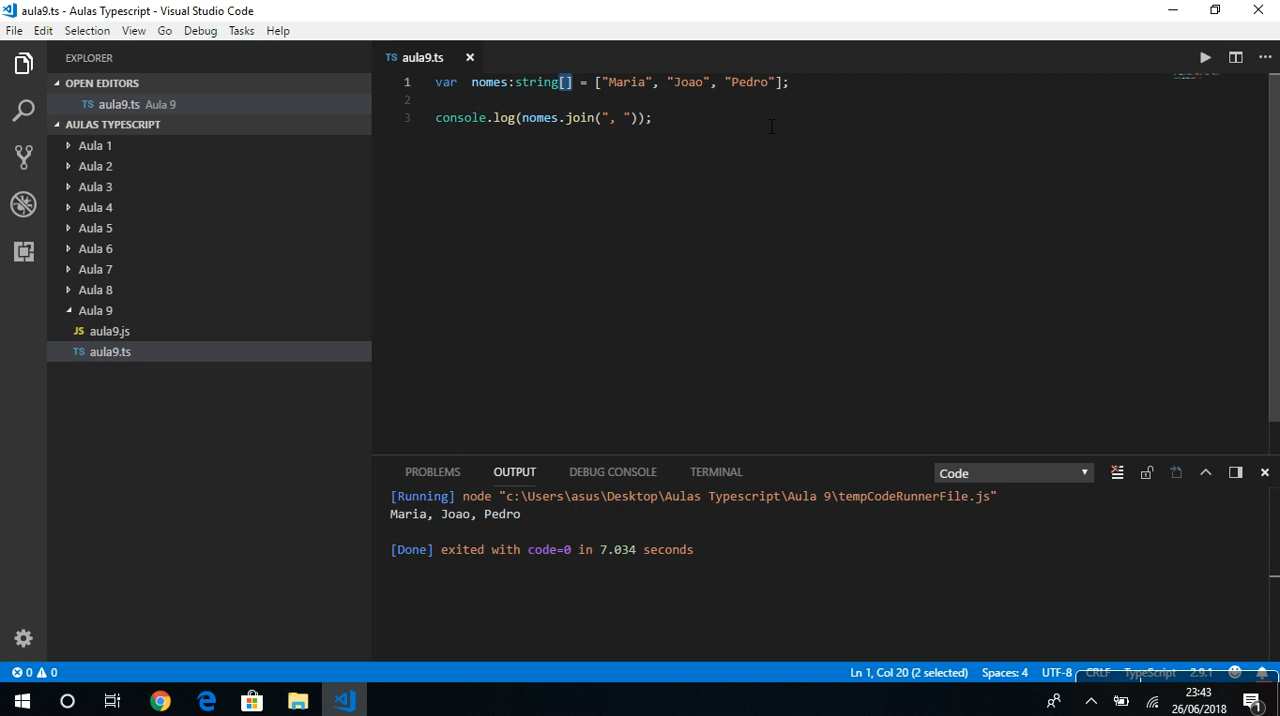 aula9.ts - Aulas Typescript - Visual Studio Code
File Edit Selection View Go Debug Tasks Help
EXPLORER
OPEN EDITORS
TS aula9.ts Aula 9
AULAS TYPESCRIPT
Aula 1
Aula 2
Aula 3
Aula 4
Aula 5
Aula 6
Aula 7
Aula 8
Aula 9
JS aula9.js
TS aula9.ts
TS aula9.ts
1 var  nomes:string[] = ["Maria", "Joao", "Pedro"];
2
3 console.log(nomes.join(", "));
PROBLEMS OUTPUT DEBUG CONSOLE TERMINAL Code
[Running] node "c:\Users\asus\Desktop\Aulas Typescript\Aula 9\tempCodeRunnerFile.js"
Maria, Joao, Pedro
[Done] exited with code=0 in 7.034 seconds
0 0 Ln 1, Col 20 (2 selected) Spaces: 4 UTF-8 CRLF TypeScript 2.9.1
23:43
26/06/2018
1